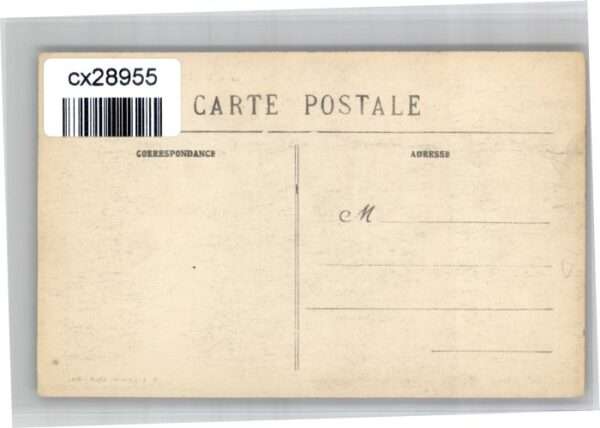 cx28955
CARTE POSTALE
CORRESPONDANCE
ADRESSE
M